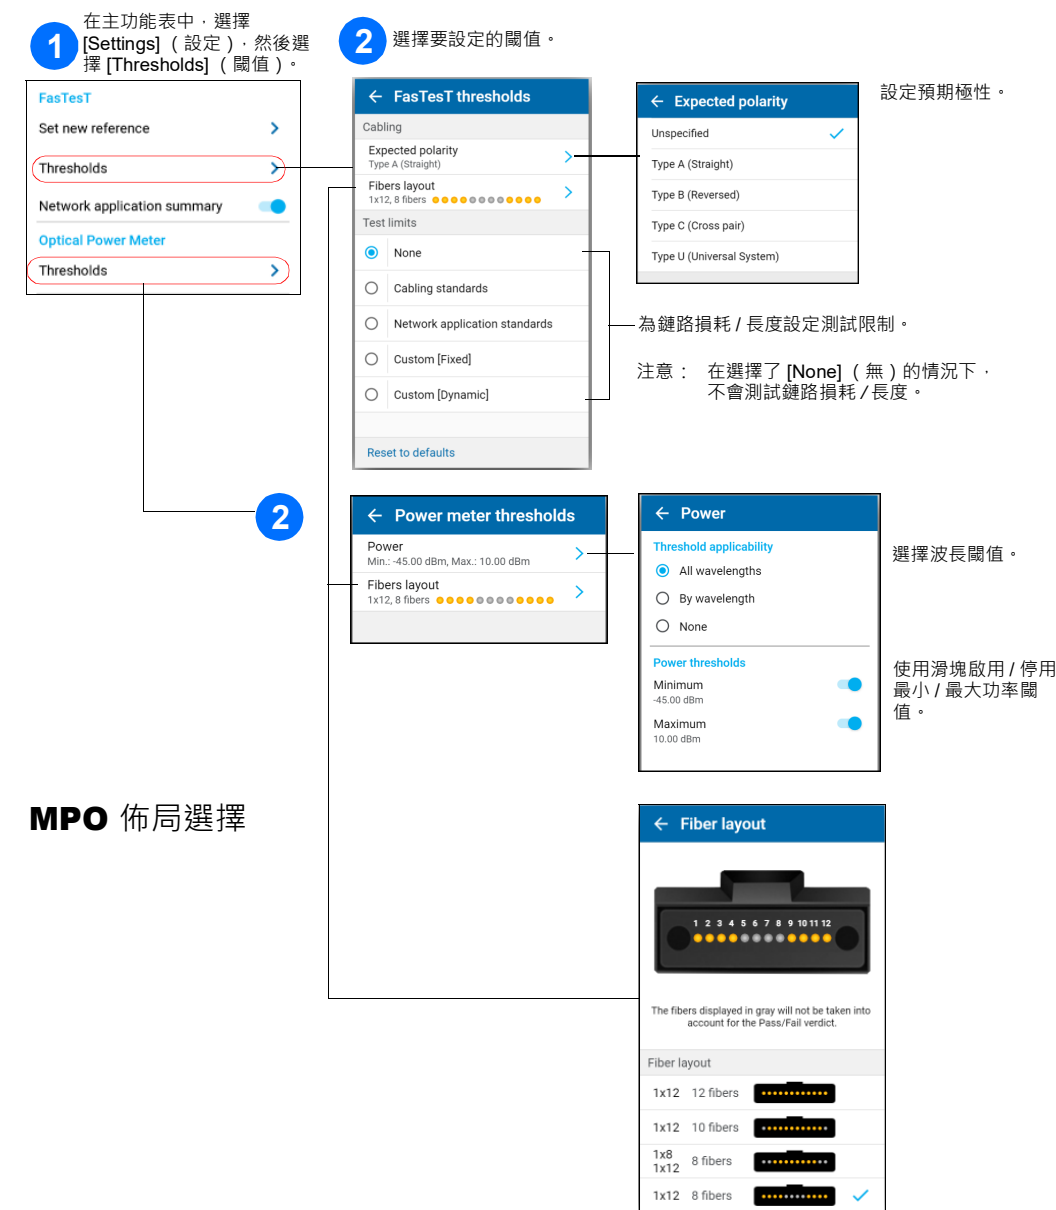 1
在主功能表中，選擇
[Settings]（設定），然後選
擇 [Thresholds]（閾值）。
FasTesT
Set new reference
Thresholds
Network application summary
Optical Power Meter
Thresholds
2
選擇要設定的閾值。
FasTesT thresholds
Cabling
Expected polarity
Type A (Straight)
Fibers layout
1x12, 8 fibers
Test limits
None
Cabling standards
Network application standards
Custom [Fixed]
Custom [Dynamic]
Reset to defaults
Expected polarity
Unspecified
Type A (Straight)
Type B (Reversed)
Type C (Cross pair)
Type U (Universal System)
設定預期極性。
為鏈路損耗 / 長度設定測試限制。
注意： 在選擇了 [None]（無）的情況下，
不會測試鏈路損耗 / 長度。
2
Power meter thresholds
Power
Min.: -45.00 dBm, Max.: 10.00 dBm
Fibers layout
1x12, 8 fibers
Power
Threshold applicability
All wavelengths
By wavelength
None
Power thresholds
Minimum
-45.00 dBm
Maximum
10.00 dBm
選擇波長閾值。
使用滑塊啟用 / 停用
最小 / 最大功率閾
值。
MPO 佈局選擇
Fiber layout
1 2 3 4 5 6 7 8 9 10 11 12
The fibers displayed in gray will not be taken into
account for the Pass/Fail verdict.
Fiber layout
1x12 12 fibers
1x12 10 fibers
1x8
1x12 8 fibers
1x12 8 fibers